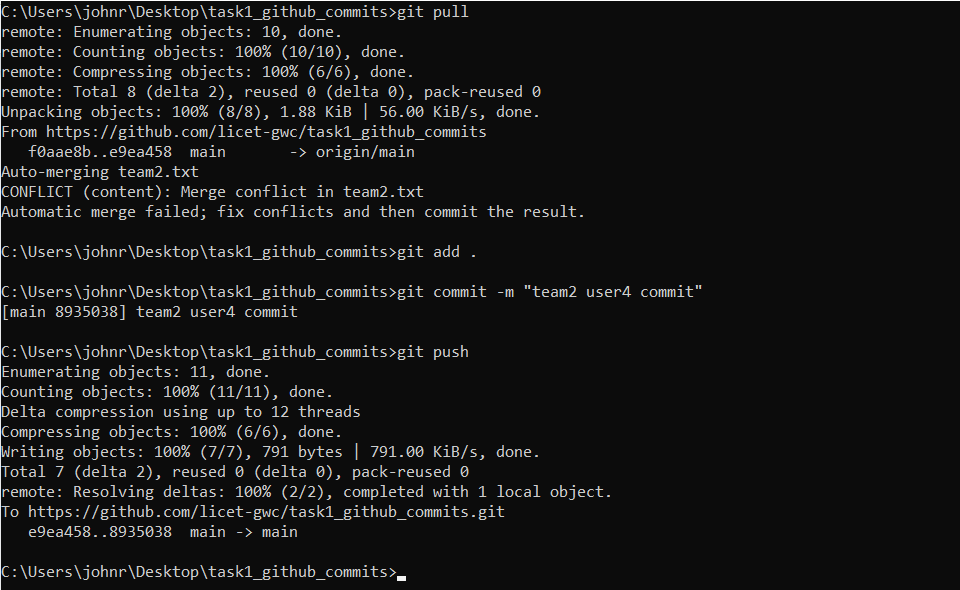 C:\Users\johnr\Desktop\task1_github_commits>git pull
remote: Enumerating objects: 10, done.
remote: Counting objects: 100% (10/10), done.
remote: Compressing objects: 100% (6/6), done.
remote: Total 8 (delta 2), reused 0 (delta 0), pack-reused 0
Unpacking objects: 100% (8/8), 1.88 KiB | 56.00 KiB/s, done.
From https://github.com/licet-gwc/task1_github_commits
   f0aae8b..e9ea458  main       -> origin/main
Auto-merging team2.txt
CONFLICT (content): Merge conflict in team2.txt
Automatic merge failed; fix conflicts and then commit the result.
C:\Users\johnr\Desktop\task1_github_commits>git add .
C:\Users\johnr\Desktop\task1_github_commits>git commit -m "team2 user4 commit"
[main 8935038] team2 user4 commit
C:\Users\johnr\Desktop\task1_github_commits>git push
Enumerating objects: 11, done.
Counting objects: 100% (11/11), done.
Delta compression using up to 12 threads
Compressing objects: 100% (6/6), done.
Writing objects: 100% (7/7), 791 bytes | 791.00 KiB/s, done.
Total 7 (delta 2), reused 0 (delta 0), pack-reused 0
remote: Resolving deltas: 100% (2/2), completed with 1 local object.
To https://github.com/licet-gwc/task1_github_commits.git
   e9ea458..8935038  main -> main
C:\Users\johnr\Desktop\task1_github_commits>